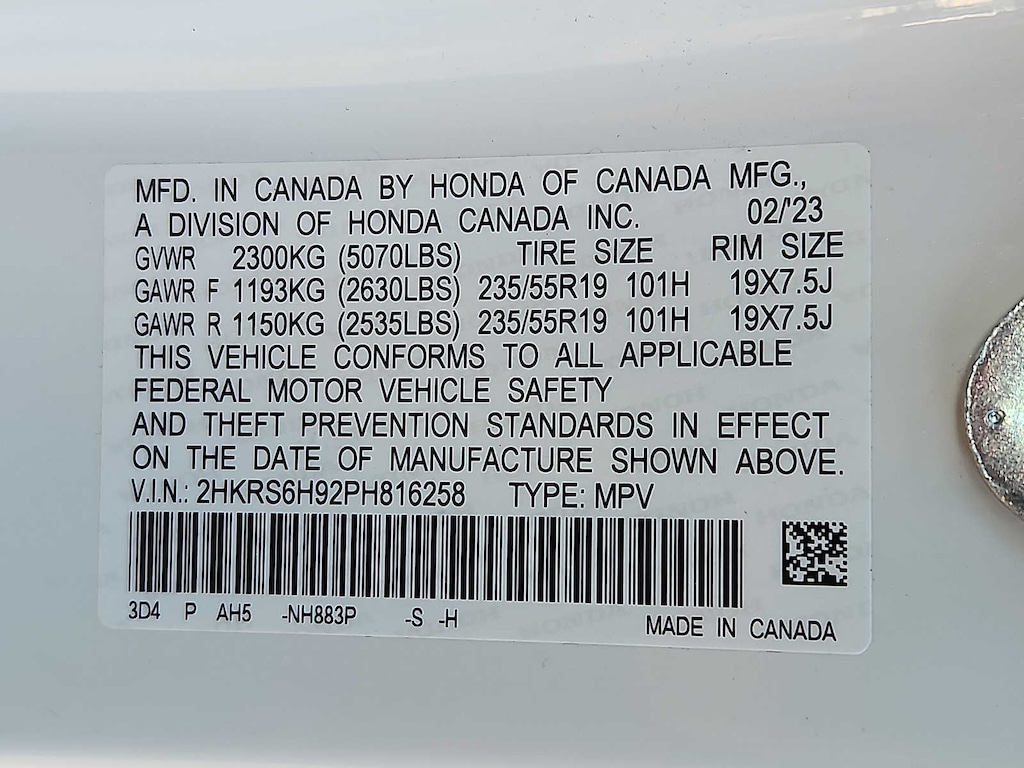 MFD. IN CANADA BY HONDA OF CANADA MFG.,
A DIVISION OF HONDA CANADA INC. 02/'23
GVWR 2300KG (5070LBS) TIRE SIZE RIM SIZE
GAWR F 1193KG (2630LBS) 235/55R19 101H 19X7.5J
GAWR R 1150KG (2535LBS) 235/55R19 101H 19X7.5J
THIS VEHICLE CONFORMS TO ALL APPLICABLE
FEDERAL MOTOR VEHICLE SAFETY
AND THEFT PREVENTION STANDARDS IN EFFECT
ON THE DATE OF MANUFACTURE SHOWN ABOVE.
V.I.N.: 2HKRS6H92PH816258 TYPE: MPV
3D4 P AH5 -NH883P -S -H
MADE IN CANADA